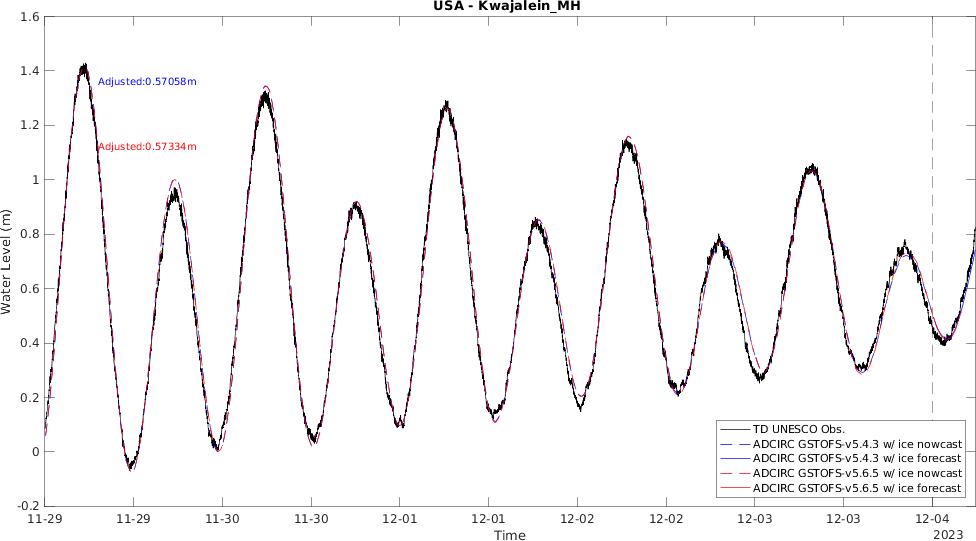 USA - Kwajalein_MH
1.6
1.4
1.2
1
0.8
0.6
0.4
0.2
0
-0.2
Water Level (m)
Adjusted:0.57058m
Adjusted:0.57334m
TD UNESCO Obs.
ADCIRC GSTOFS-v5.4.3 w/ ice nowcast
ADCIRC GSTOFS-v5.4.3 w/ ice forecast
ADCIRC GSTOFS-v5.6.5 w/ ice nowcast
ADCIRC GSTOFS-v5.6.5 w/ ice forecast
11-29 11-29 11-30 11-30 12-01 12-01 12-02 12-02 12-03 12-03 12-04
Time
2023